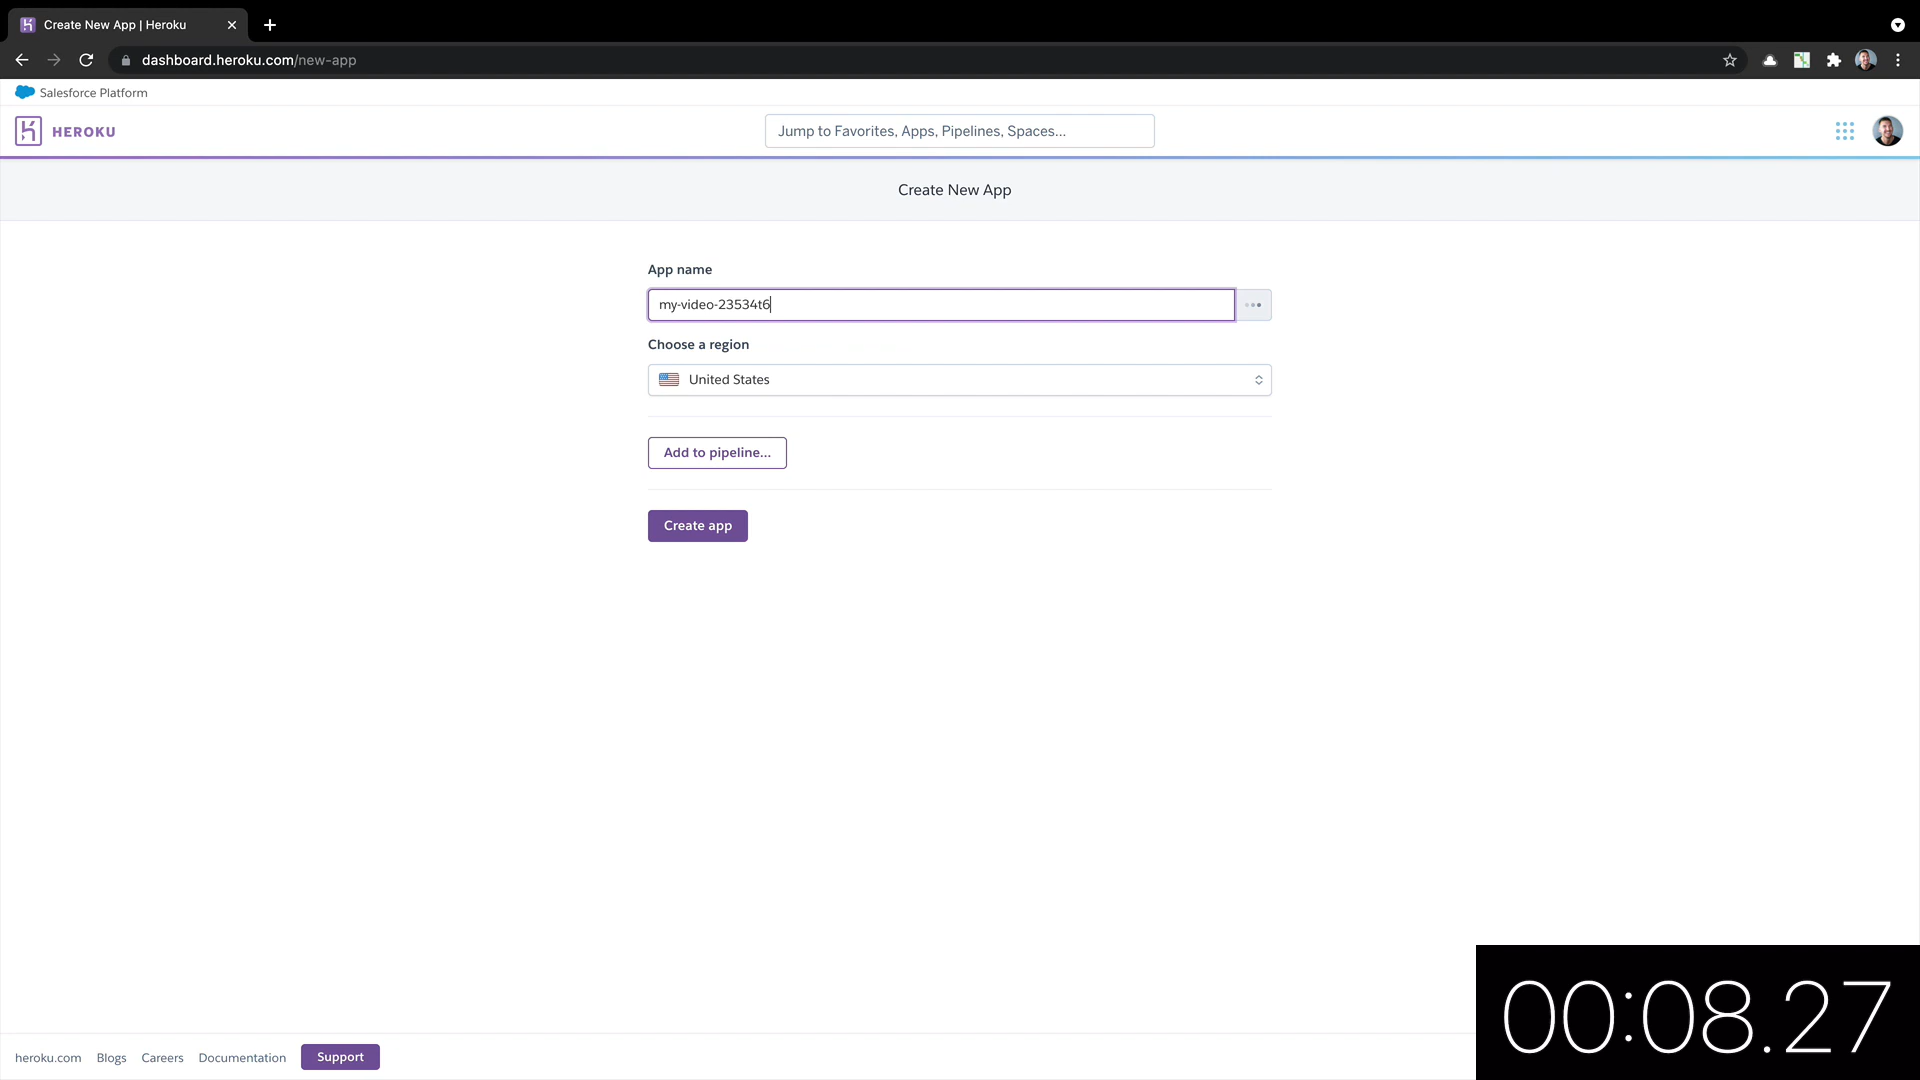 Create New App | Heroku
dashboard.heroku.com/new-app
Salesforce Platform
HEROKU
Jump to Favorites, Apps, Pipelines, Spaces...
Create New App
App name
my-video-23534t6
Choose a region
United States
Add to pipeline...
Create app
heroku.com Blogs Careers Documentation Support
00:08.27